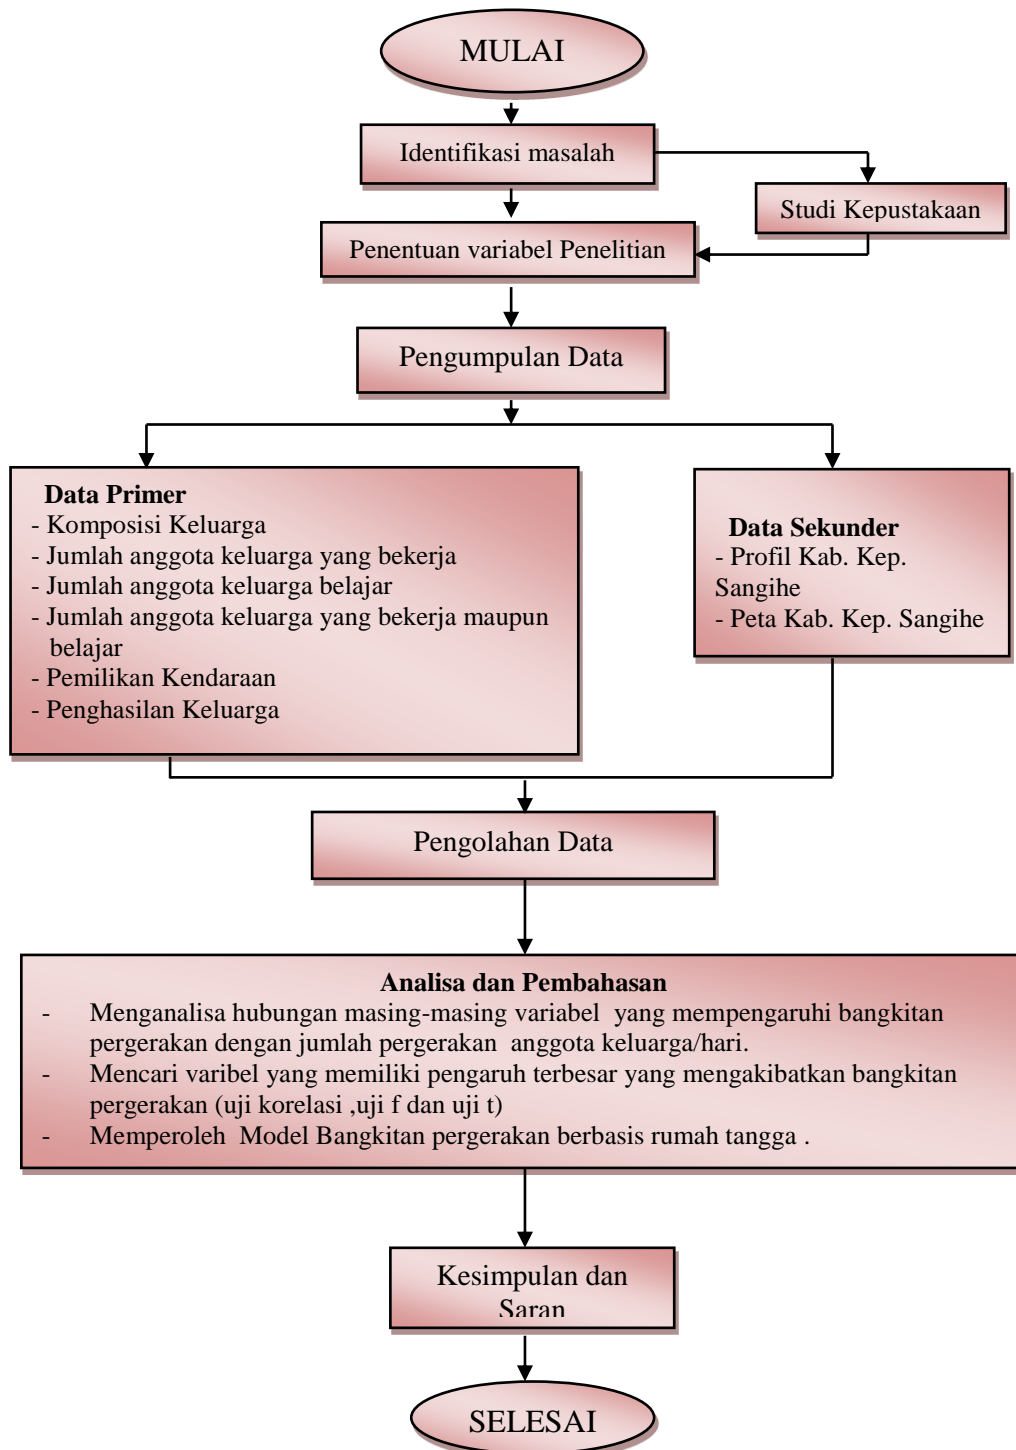 MULAI
Identifikasi masalah
Studi Kepustakaan
Penentuan variabel Penelitian
Pengumpulan Data
Data Primer
- Komposisi Keluarga
- Jumlah anggota keluarga yang bekerja
- Jumlah anggota keluarga belajar
- Jumlah anggota keluarga yang bekerja maupun
belajar
- Pemilikan Kendaraan
- Penghasilan Keluarga
Data Sekunder
- Profil Kab. Kep.
Sangihe
- Peta Kab. Kep. Sangihe
Pengolahan Data
Analisa dan Pembahasan
- Menganalisa hubungan masing-masing variabel yang mempengaruhi bangkitan
pergerakan dengan jumlah pergerakan anggota keluarga/hari.
- Mencari varibel yang memiliki pengaruh terbesar yang mengakibatkan bangkitan
pergerakan (uji korelasi ,uji f dan uji t)
- Memperoleh Model Bangkitan pergerakan berbasis rumah tangga .
Kesimpulan dan
Saran
SELESAI